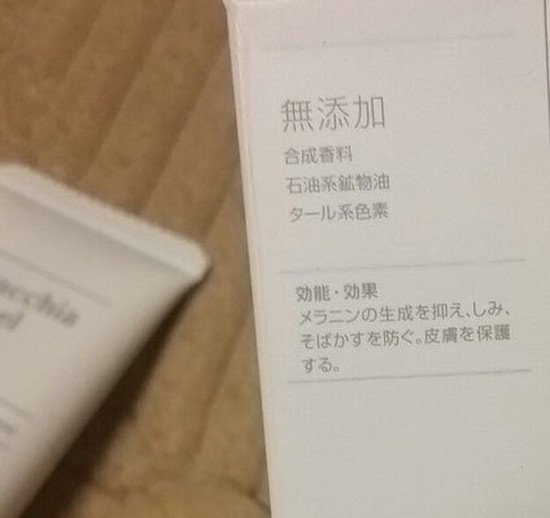 無添加
合成香料
石油系鉱物油
タール系色素
効能・効果
メラニンの生成を抑え、しみ、
そばかすを防ぐ。皮膚を保護
する。